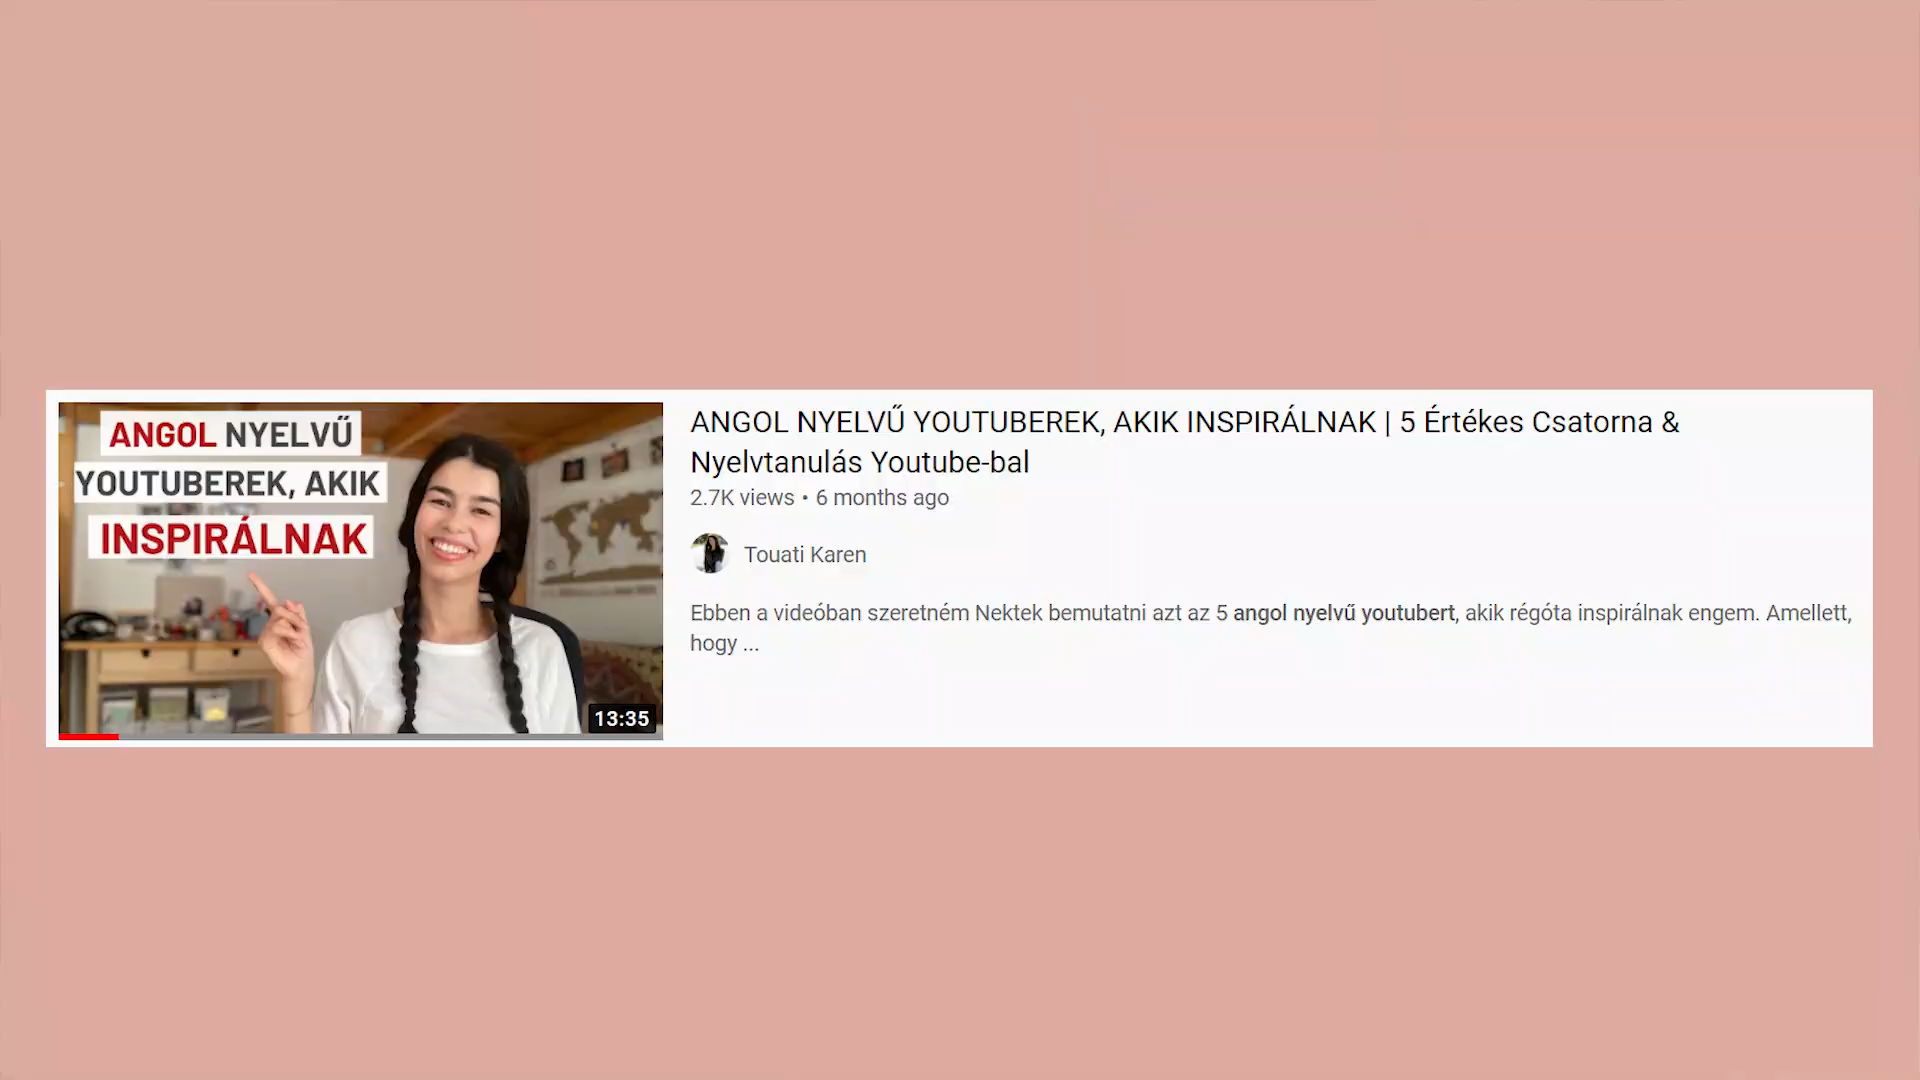 ANGOL NYELVŰ
YOUTUBEREK, AKIK
INSPIRÁLNAK
13:35
ANGOL NYELVŰ YOUTUBEREK, AKIK INSPIRÁLNAK | 5 Értékes Csatorna &
Nyelvtanulás Youtube-bal
2.7K views • 6 months ago
Touati Karen
Ebben a videóban szeretném Nektek bemutatni azt az 5 angol nyelvű youtubert, akik régóta inspirálnak engem. Amellett,
hogy ...